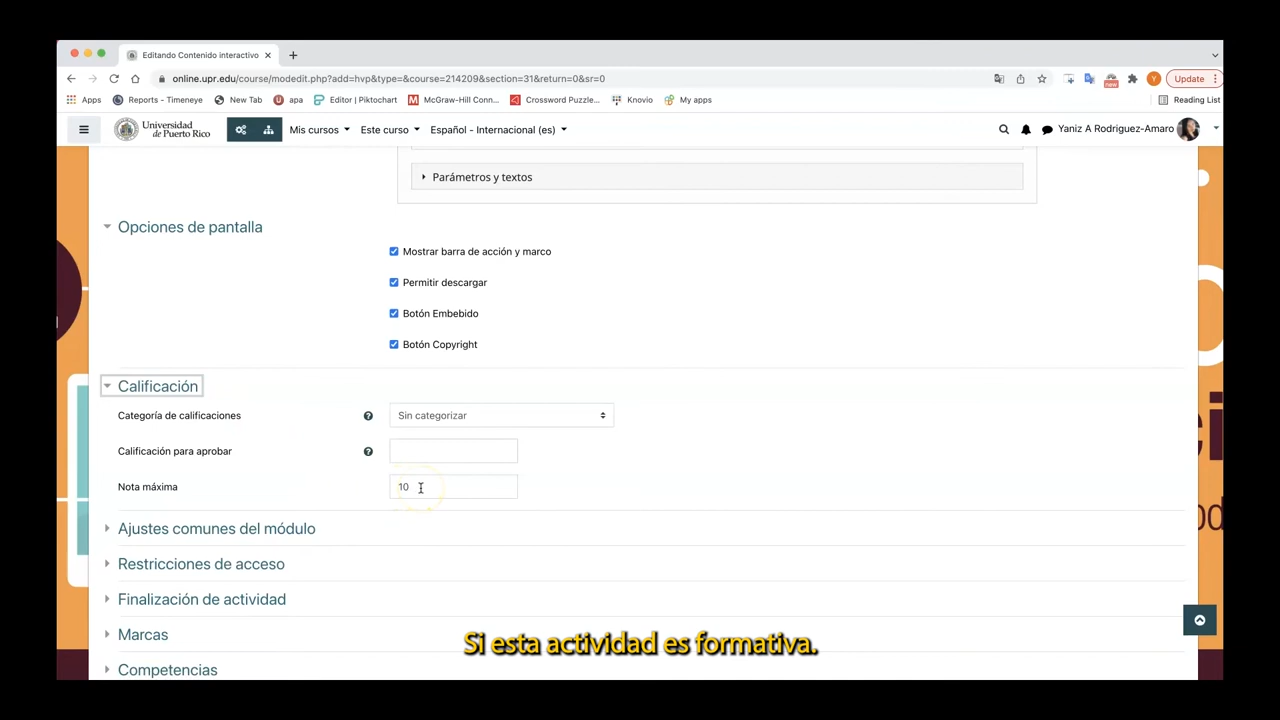 Editando Contenido interactivo
online.upr.edu/course/modedit.php?add=hvp&type=&course=214209&section=31&return=0&sr=0
new
Y
Update
Apps
Reports - Timeneye
New Tab
apa
Editor | Piktochart
McGraw-Hill Conn...
Crossword Puzzle...
Knovio
My apps
Reading List
Universidad
de Puerto Rico
Mis cursos
Este curso
Español - Internacional (es)
Yaniz A Rodriguez-Amaro
Parámetros y textos
Opciones de pantalla
Mostrar barra de acción y marco
Permitir descargar
Botón Embebido
Botón Copyright
Calificación
Categoría de calificaciones
Sin categorizar
Calificación para aprobar
Nota máxima
10
Ajustes comunes del módulo
Restricciones de acceso
Finalización de actividad
Marcas
Si esta actividad es formativa.
Competencias